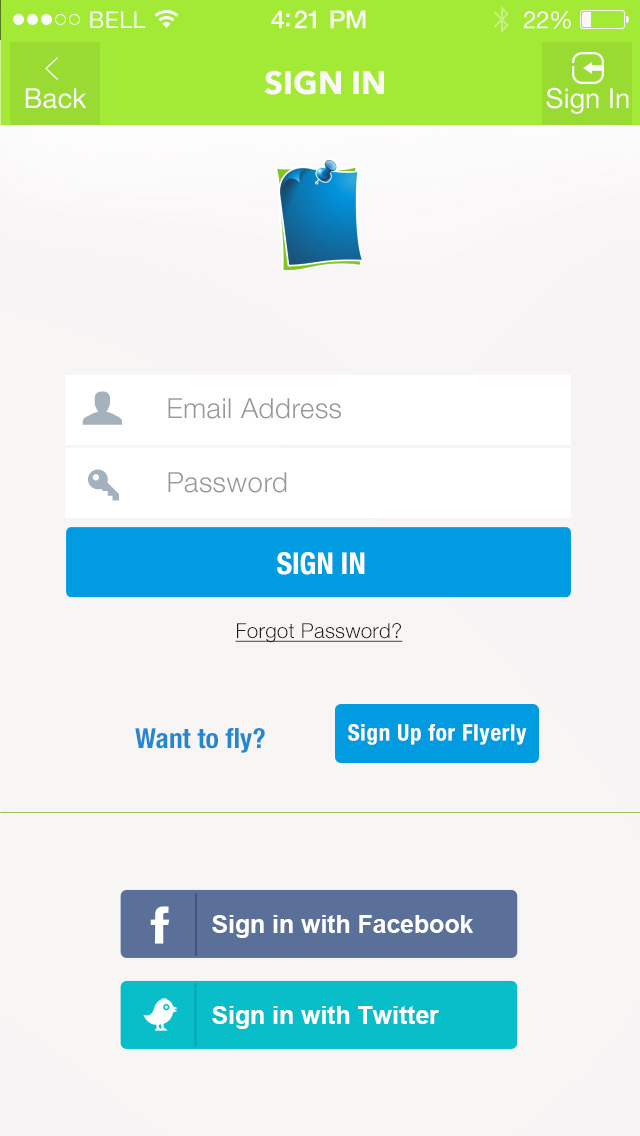 BELL 4:21 PM 22%
Back SIGN IN Sign In
Email Address
Password
SIGN IN
Forgot Password?
Want to fly? Sign Up for Flyerly
f Sign in with Facebook
Sign in with Twitter